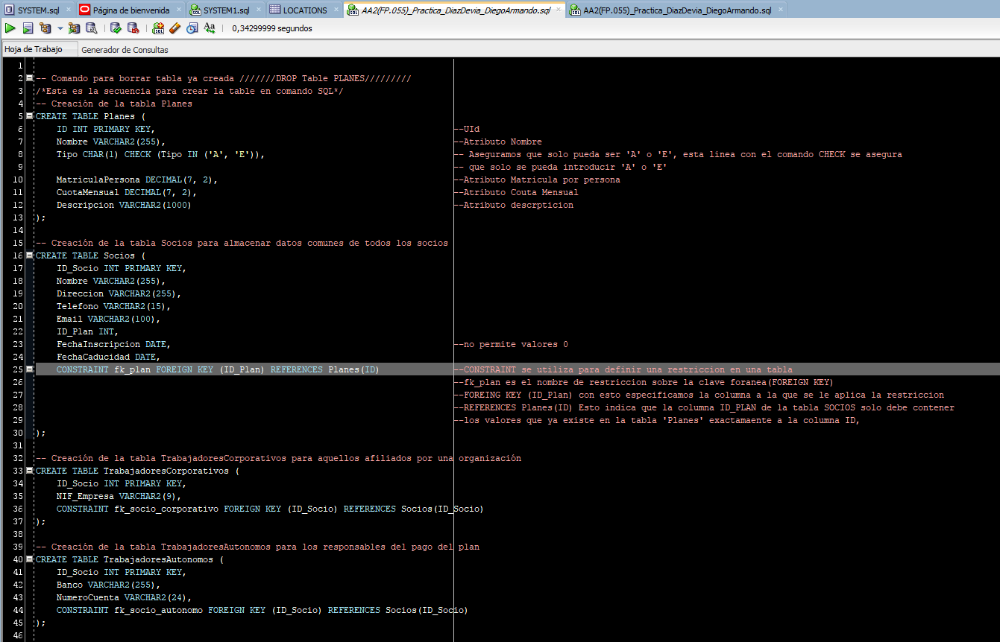 SYSTEM.sql Página de bienvenida SYSTEM1.sql LOCATIONS AA2(FP.055)_Practica_DiazDevia_DiegoArmando.sql AA2(FP.055)_Practica_DiazDevia_DiegoArmando.sql
0,34299999 segundos
Hoja de Trabajo Generador de Consultas
1
2 -- Comando para borrar tabla ya creada ///////DROP Table PLANES/////////
3 /*Esta es la secuencia para crear la table en comando SQL*/
4 -- Creación de la tabla Planes
5 CREATE TABLE Planes (
6 ID INT PRIMARY KEY, --UId
7 Nombre VARCHAR2(255), --Atributo Nombre
8 Tipo CHAR(1) CHECK (Tipo IN ('A', 'E')), -- Aseguramos que solo pueda ser 'A' o 'E', esta linea con el comando CHECK se asegura
9 -- que solo se pueda introducir 'A' o 'E'
10 MatriculaPersona DECIMAL(7, 2), --Atributo Matricula por persona
11 CuotaMensual DECIMAL(7, 2), --Atributo Couta Mensual
12 Descripcion VARCHAR2(1000) --Atributo descrpticion
13 );
14
15 -- Creación de la tabla Socios para almacenar datos comunes de todos los socios
16 CREATE TABLE Socios (
17 ID_Socio INT PRIMARY KEY,
18 Nombre VARCHAR2(255),
19 Direccion VARCHAR2(255),
20 Telefono VARCHAR2(15),
21 Email VARCHAR2(100),
22 ID_Plan INT,
23 FechaInscripcion DATE, --no permite valores 0
24 FechaCaducidad DATE,
25 CONSTRAINT fk_plan FOREIGN KEY (ID_Plan) REFERENCES Planes(ID) --CONSTRAINT se utiliza para definir una restriccion en una tabla
26 --fk_plan es el nombre de restriccion sobre la clave foranea(FOREIGN KEY)
27 --FOREING KEY (ID_Plan) con esto especificamos la columna a la que se le aplica la restriccion
28 --REFERENCES Planes(ID) Esto indica que la columna ID_PLAN de la tabla SOCIOS solo debe contener
29 --los valores que ya existe en la tabla 'Planes' exactamaente a la columna ID,
30 );
31
32 -- Creación de la tabla TrabajadoresCorporativos para aquellos afiliados por una organización
33 CREATE TABLE TrabajadoresCorporativos (
34 ID_Socio INT PRIMARY KEY,
35 NIF_Empresa VARCHAR2(9),
36 CONSTRAINT fk_socio_corporativo FOREIGN KEY (ID_Socio) REFERENCES Socios(ID_Socio)
37 );
38
39 -- Creación de la tabla TrabajadoresAutonomos para los responsables del pago del plan
40 CREATE TABLE TrabajadoresAutonomos (
41 ID_Socio INT PRIMARY KEY,
42 Banco VARCHAR2(255),
43 NumeroCuenta VARCHAR2(24),
44 CONSTRAINT fk_socio_autonomo FOREIGN KEY (ID_Socio) REFERENCES Socios(ID_Socio)
45 );
46